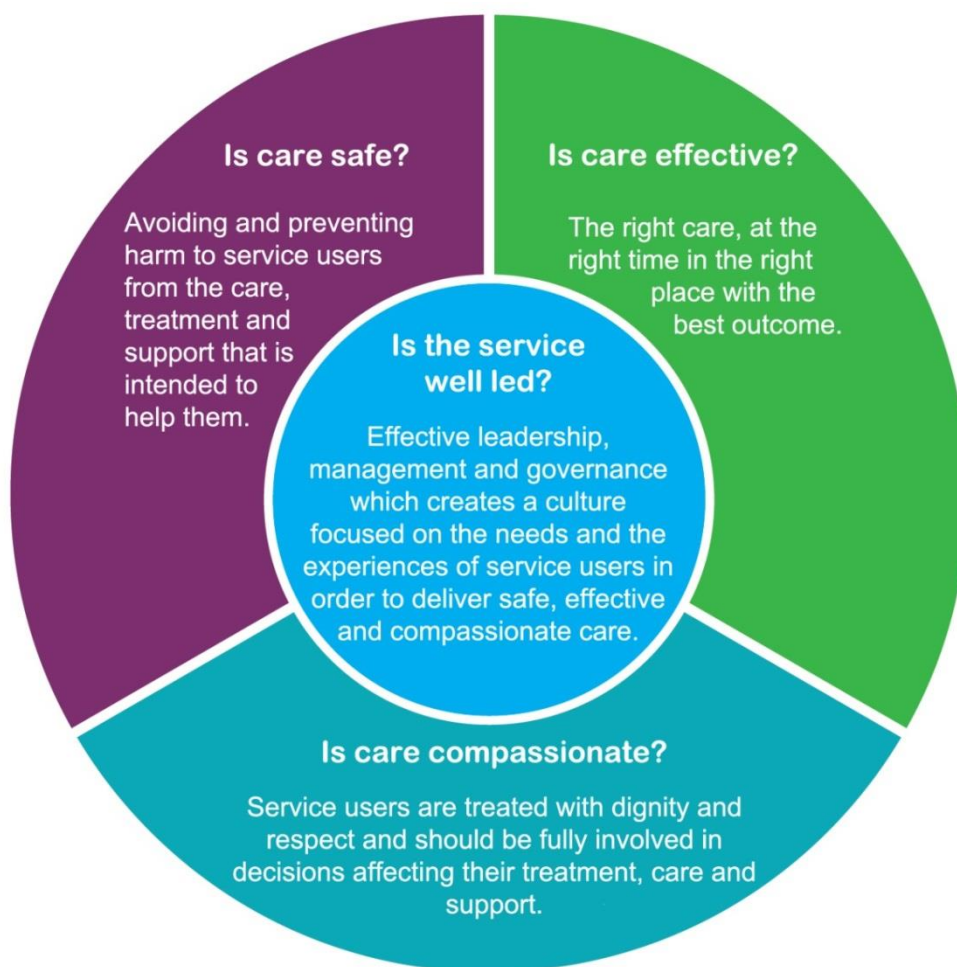 Is care safe?
Avoiding and preventing
harm to service users
from the care,
treatment and
support that is
intended to
help them.
Is care effective?
The right care, at the
right time in the right
place with the
best outcome.
Is the service
well led?
Effective leadership,
management and governance
which creates a culture
focused on the needs and the
experiences of service users in
order to deliver safe, effective
and compassionate care.
Is care compassionate?
Service users are treated with dignity and
respect and should be fully involved in
decisions affecting their treatment, care and
support.